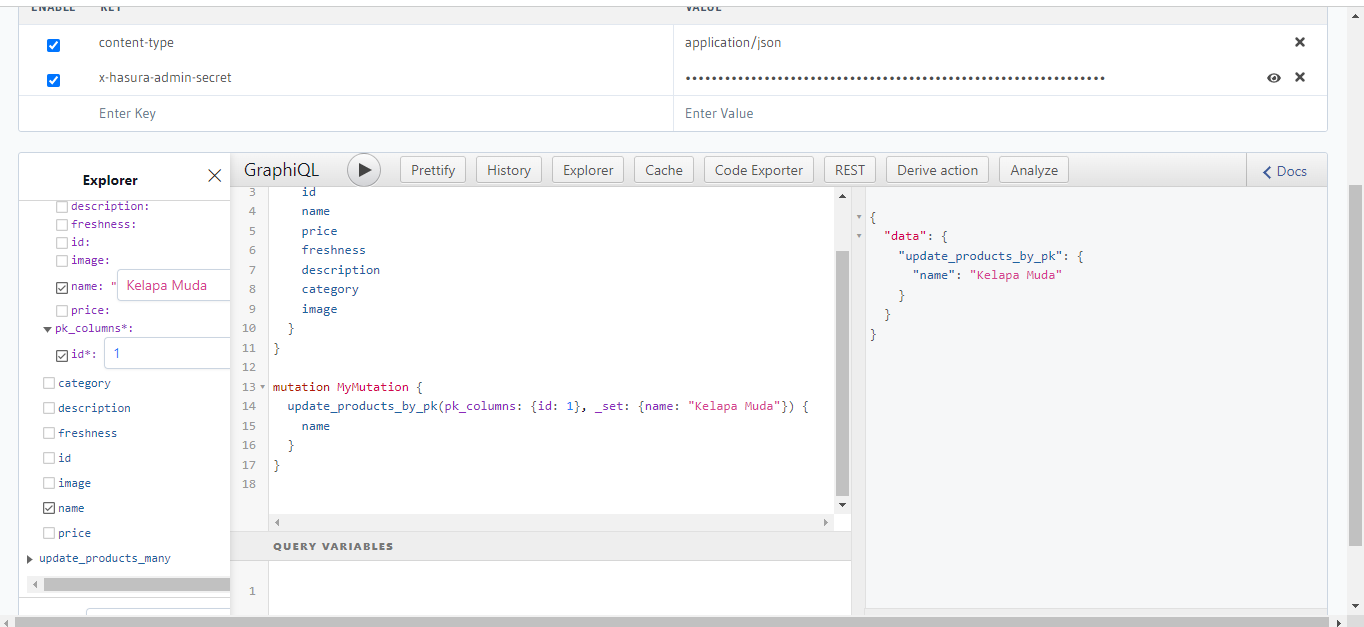 ENABLE KEY VALUE
content-type application/json
x-hasura-admin-secret ••••••••••••••••••••••••••••••••••••••••••••••••••••••••••••••••
Enter Key Enter Value
Explorer
description:
freshness:
id:
image:
name: " Kelapa Muda
price:
pk_columns*:
id*: 1
category
description
freshness
id
image
name
price
update_products_many
GraphiQL Prettify History Explorer Cache Code Exporter REST Derive action Analyze Docs
3 id
4 name
5 price
6 freshness
7 description
8 category
9 image
10 }
11 }
12
13 mutation MyMutation {
14 update_products_by_pk(pk_columns: {id: 1}, _set: {name: "Kelapa Muda"}) {
15 name
16 }
17 }
18
QUERY VARIABLES
1
{
"data": {
"update_products_by_pk": {
"name": "Kelapa Muda"
}
}
}